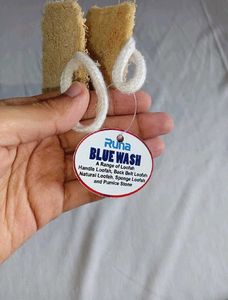 Runa
BLUE WASH
A Range of Loofah
Handle Loofah, Back Belt Loofah
Natural Loofah, Sponge Loofah
and Pumice Stone